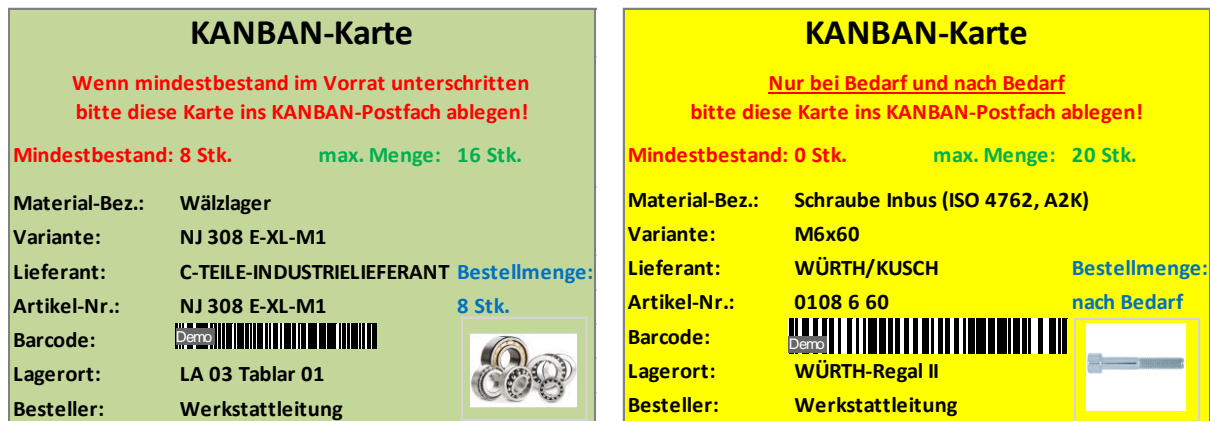 KANBAN-Karte
Wenn mindestbestand im Vorrat unterschritten
bitte diese Karte ins KANBAN-Postfach ablegen!
Mindestbestand: 8 Stk. max. Menge: 16 Stk.
Material-Bez.: Wälzlager
Variante: NJ 308 E-XL-M1
Lieferant: C-TEILE-INDUSTRIELIEFERANT Bestellmenge:
Artikel-Nr.: NJ 308 E-XL-M1 8 Stk.
Barcode: Demo
Lagerort: LA 03 Tablar 01
Besteller: Werkstattleitung
KANBAN-Karte
Nur bei Bedarf und nach Bedarf
bitte diese Karte ins KANBAN-Postfach ablegen!
Mindestbestand: 0 Stk. max. Menge: 20 Stk.
Material-Bez.: Schraube Inbus (ISO 4762, A2K)
Variante: M6x60
Lieferant: WÜRTH/KUSCH Bestellmenge:
Artikel-Nr.: 0108 6 60 nach Bedarf
Barcode: Demo
Lagerort: WÜRTH-Regal II
Besteller: Werkstattleitung